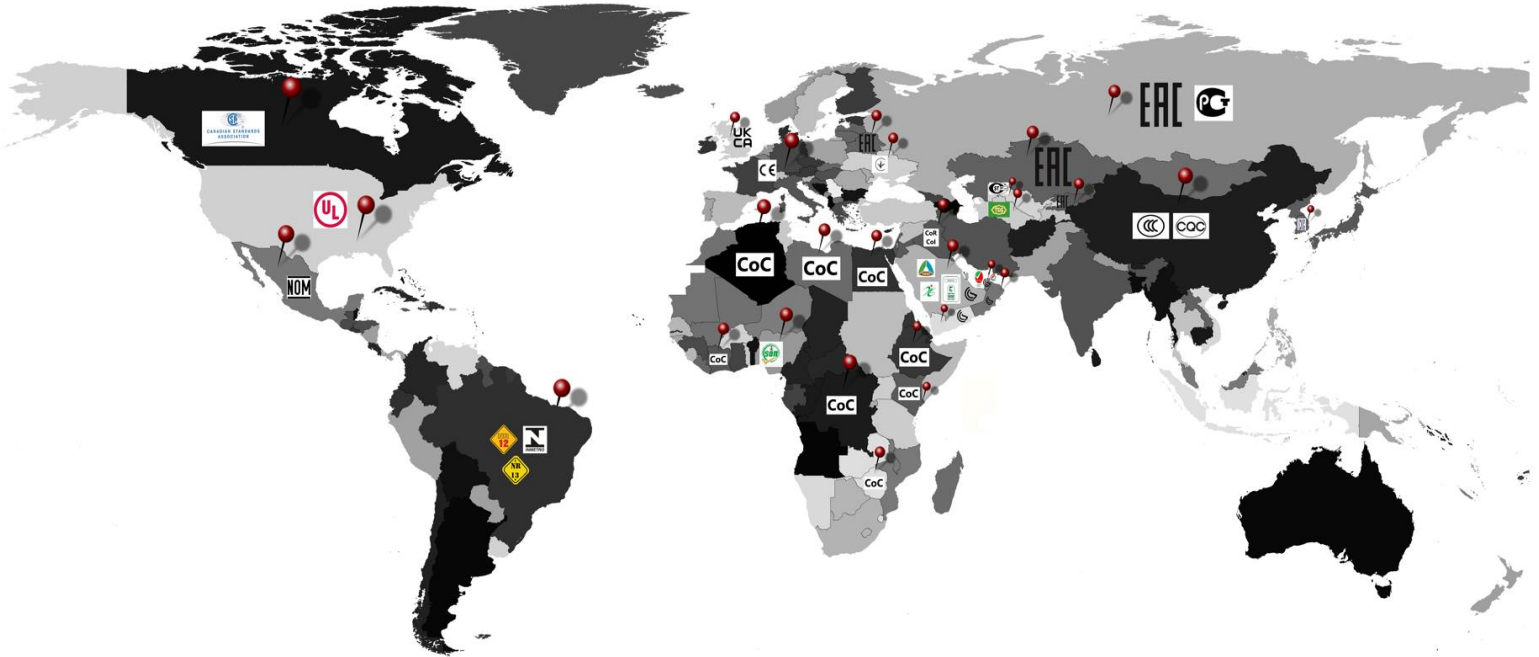 EAC
PCT
CANADIAN STANDARDS
ASSOCIATION
UK
CA
EAC
CE
EAC
EAC
UL
CCC
CQC
CoR
CoI
CoC
CoC
CoC
NOM
CoC
SON
CoC
CoC
CoC
12
N
INMETRO
NR
13
CoC